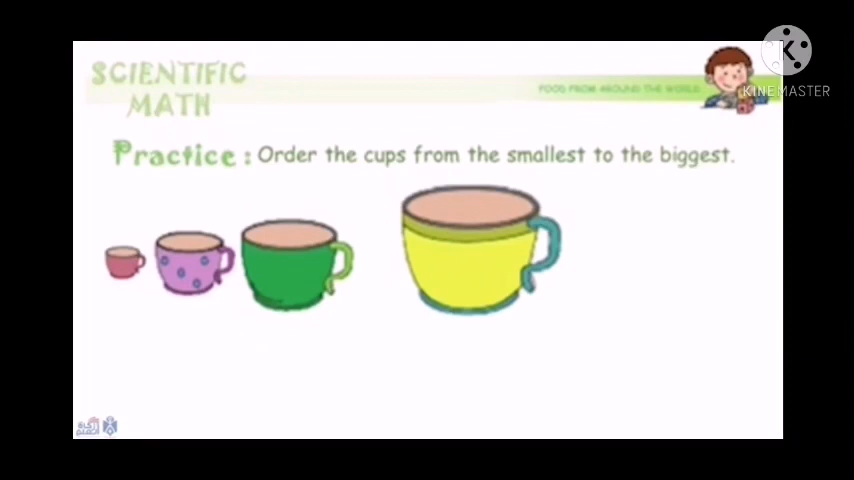 SCIENTIFIC
MATH
FOOD FROM AROUND THE WORLD
KINEMASTER
Practice : Order the cups from the smallest to the biggest.